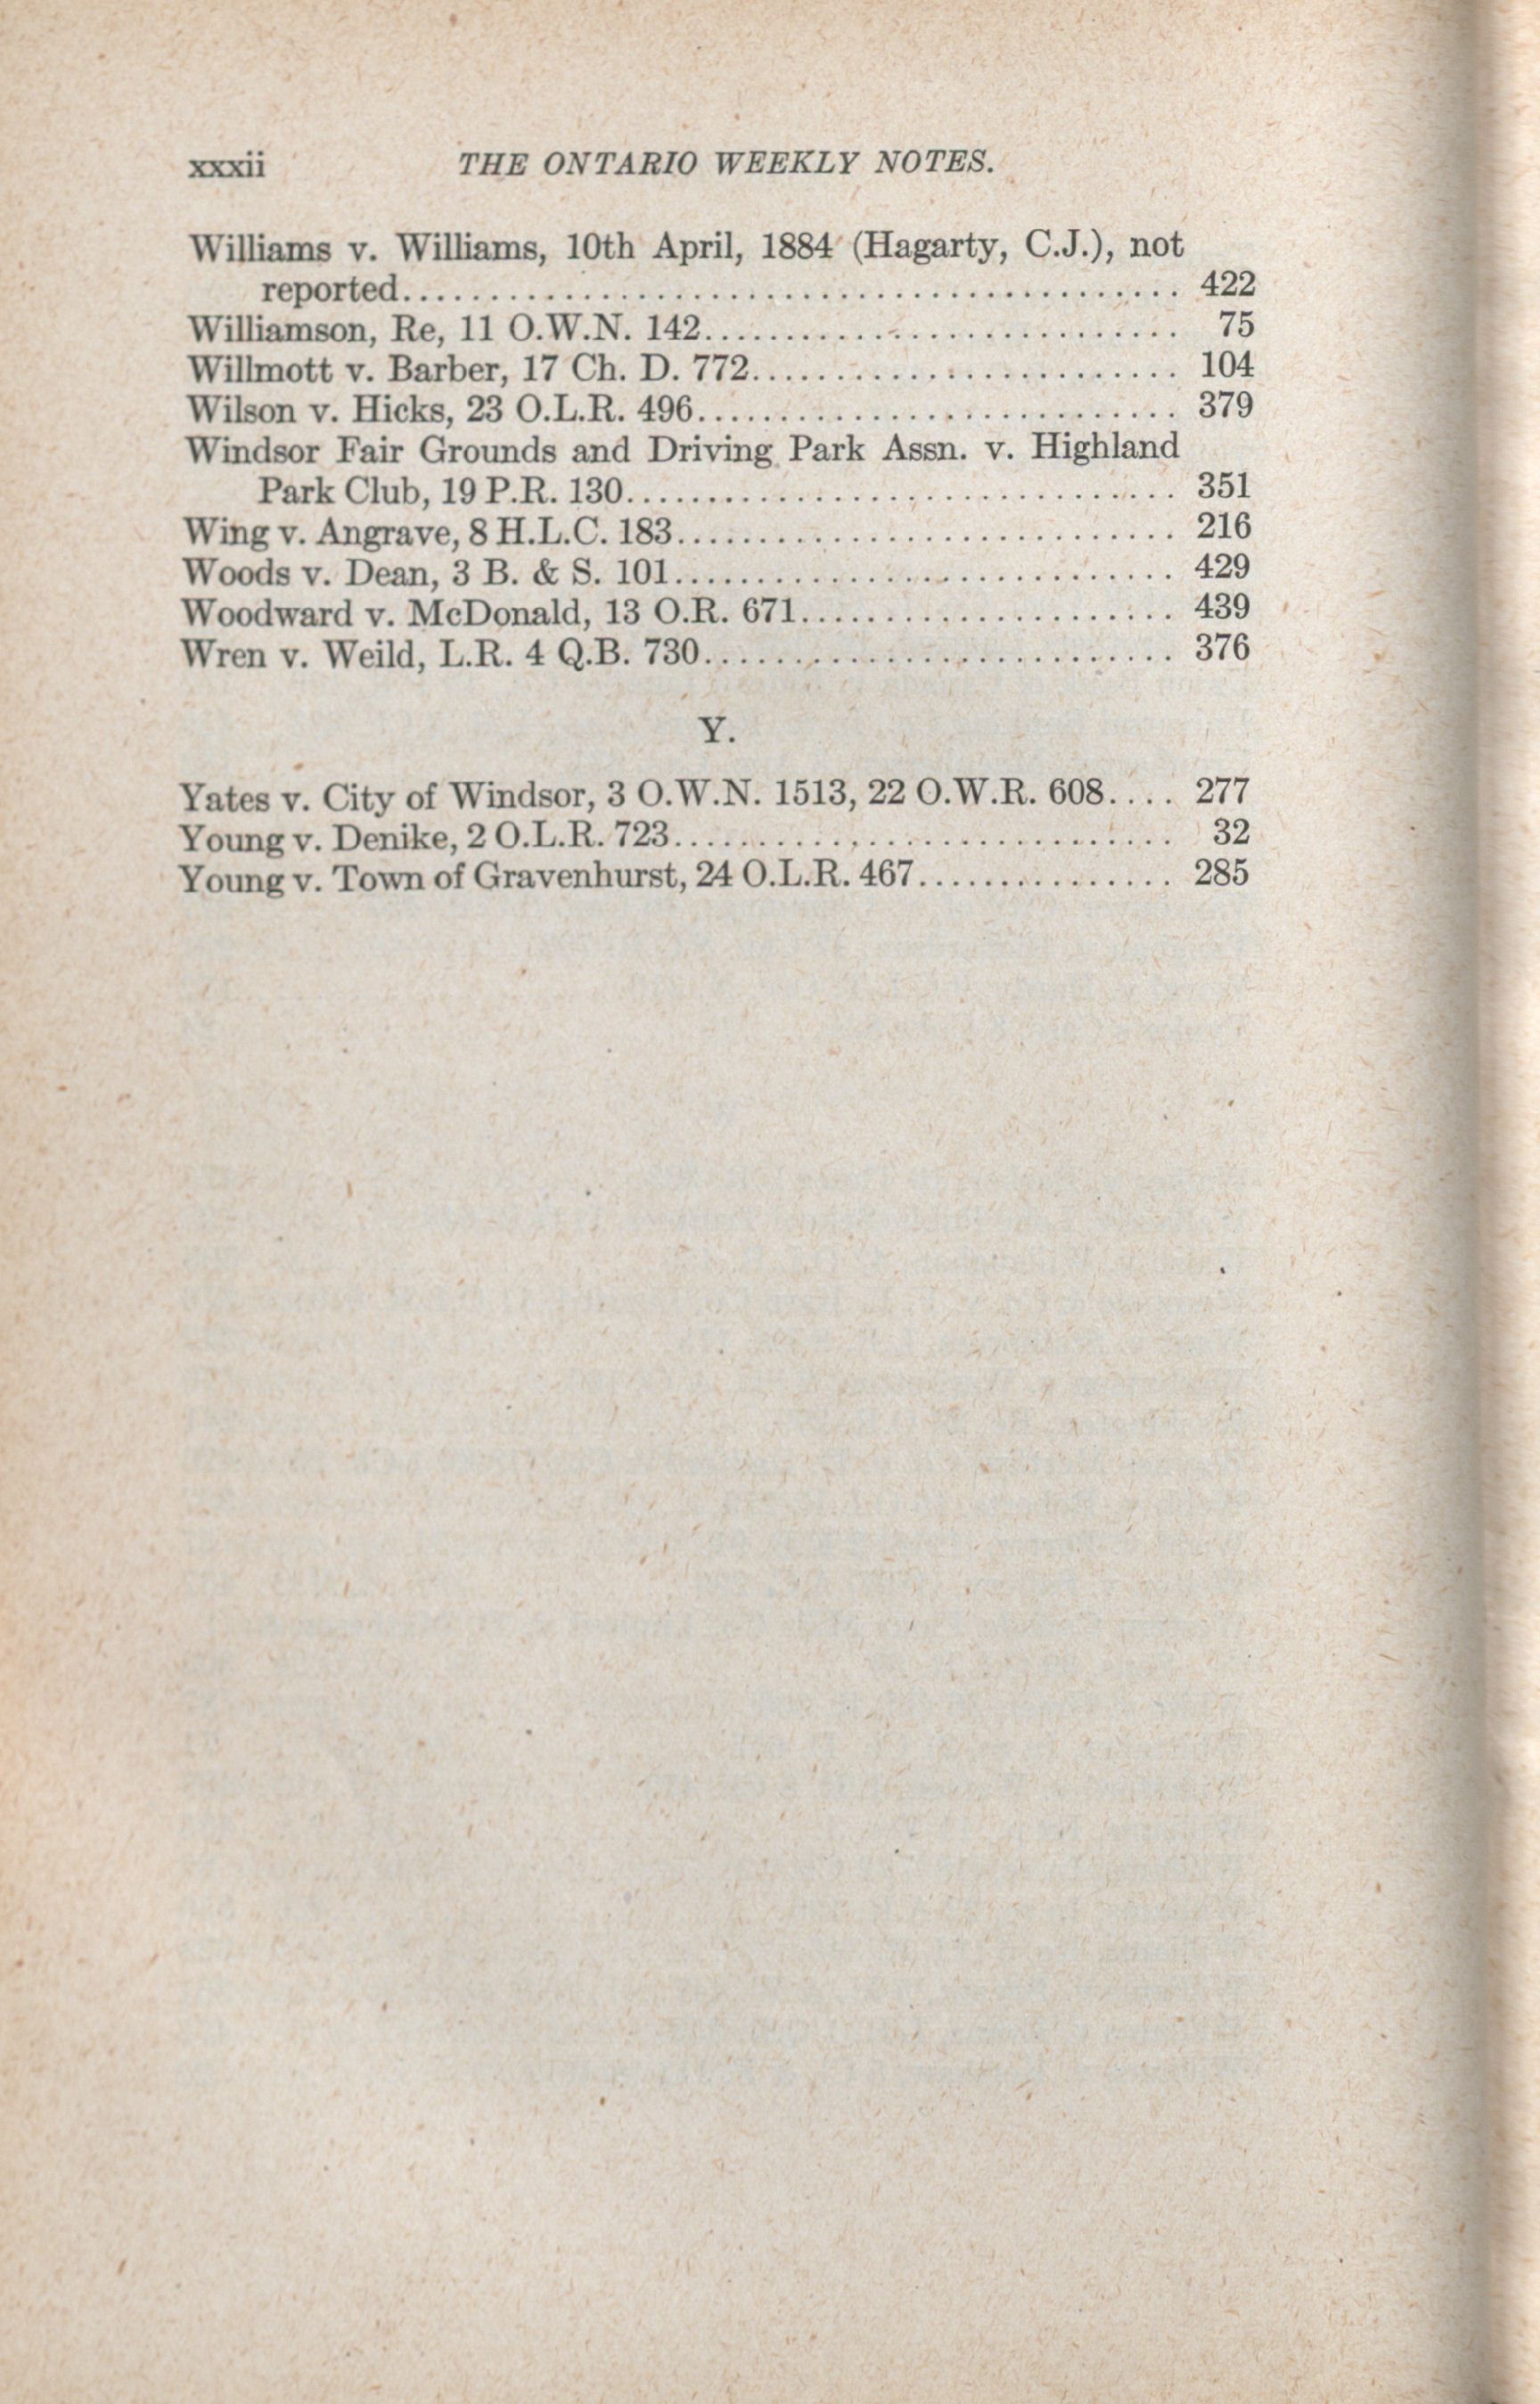 xxxii THE ONTARIO WEEKLY NOTES.
Williams v. Williams, 10th April, 1884 (Hagarty, C.J.), not
reported.................................................. 422
Williamson, Re, 11 O.W.N. 142.............................. 75
Willmott v. Barber, 17 Ch. D. 772.......................... 104
Wilson v. Hicks, 23 O.L.R. 496............................. 379
Windsor Fair Grounds and Driving Park Assn. v. Highland
Park Club, 19 P.R. 130.................................. 351
Wing v. Angrave, 8 H.L.C. 183.............................. 216
Woods v. Dean, 3 B. & S. 101............................... 429
Woodward v. McDonald, 13 O.R. 671....................... 439
Wren v. Weild, L.R. 4 Q.B. 730............................. 376
Y.
Yates v. City of Windsor, 3 O.W.N. 1513, 22 O.W.R. 608.... 277
Young v. Denike, 2 O.L.R. 723.............................. 32
Young v. Town of Gravenhurst, 24 O.L.R. 467................ 285